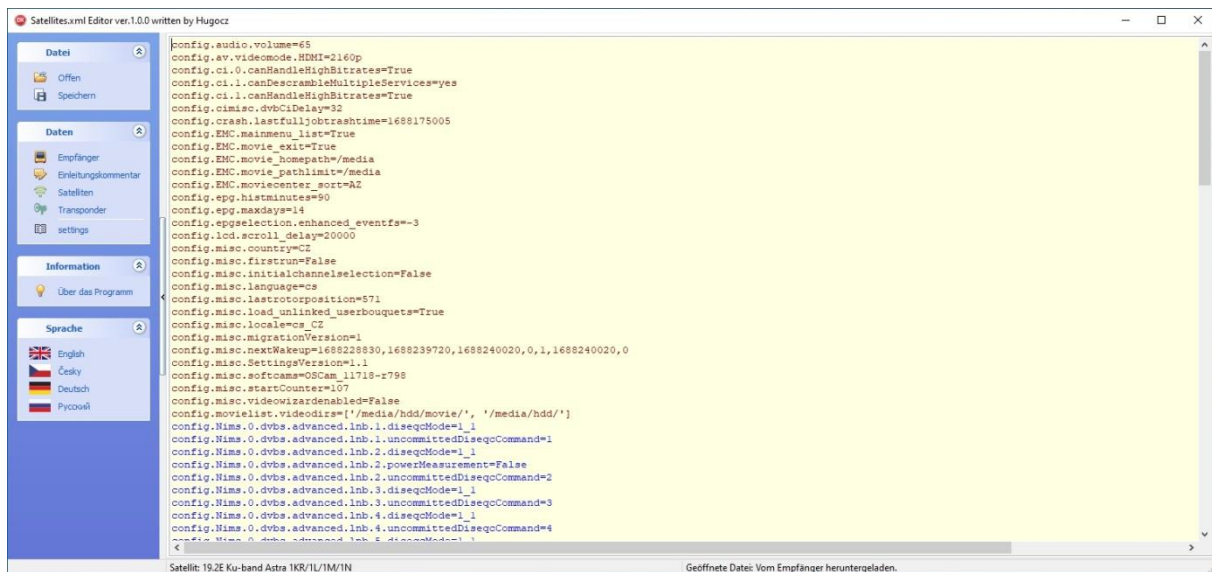 Satellites.xml Editor ver.1.0.0 written by Hugocz
Datei
Offen
Speichern
Daten
Empfänger
Einleitungskommentar
Satelliten
Transponder
settings
Information
Über das Programm
Sprache
English
Česky
Deutsch
Русский
config.audio.volume=65
config.av.videomode.HDMI=2160p
config.ci.0.canHandleHighBitrates=True
config.ci.1.canDescrambleMultipleServices=yes
config.ci.1.canHandleHighBitrates=True
config.cimisc.dvbCiDelay=32
config.crash.lastfulljobtrashtime=1688175005
config.EMC.mainmenu_list=True
config.EMC.movie_exit=True
config.EMC.movie_homepath=/media
config.EMC.movie_pathlimit=/media
config.EMC.moviecenter_sort=AZ
config.epg.histminutes=90
config.epg.maxdays=14
config.epgselection.enhanced_eventfs=-3
config.lcd.scroll_delay=20000
config.misc.country=CZ
config.misc.firstrun=False
config.misc.initialchannelselection=False
config.misc.language=cs
config.misc.lastrotorposition=571
config.misc.load_unlinked_userbouquets=True
config.misc.locale=cs_CZ
config.misc.migrationVersion=1
config.misc.nextWakeup=1688228830,1688239720,1688240020,0,1,1688240020,0
config.misc.SettingsVersion=1.1
config.misc.softcams=OSCam_11718-r798
config.misc.startCounter=107
config.misc.videowizardenabled=False
config.movielist.videodirs=['/media/hdd/movie/', '/media/hdd/']
config.Nims.0.dvbs.advanced.lnb.1.diseqcMode=1_1
config.Nims.0.dvbs.advanced.lnb.1.uncommittedDiseqcCommand=1
config.Nims.0.dvbs.advanced.lnb.2.diseqcMode=1_1
config.Nims.0.dvbs.advanced.lnb.2.powerMeasurement=False
config.Nims.0.dvbs.advanced.lnb.2.uncommittedDiseqcCommand=2
config.Nims.0.dvbs.advanced.lnb.3.diseqcMode=1_1
config.Nims.0.dvbs.advanced.lnb.3.uncommittedDiseqcCommand=3
config.Nims.0.dvbs.advanced.lnb.4.diseqcMode=1_1
config.Nims.0.dvbs.advanced.lnb.4.uncommittedDiseqcCommand=4
config.Nims.0.dvbs.advanced.lnb.5.diseqcMode=1_1
Satellit: 19.2E Ku-band Astra 1KR/1L/1M/1N
Geöffnete Datei: Vom Empfänger heruntergeladen.